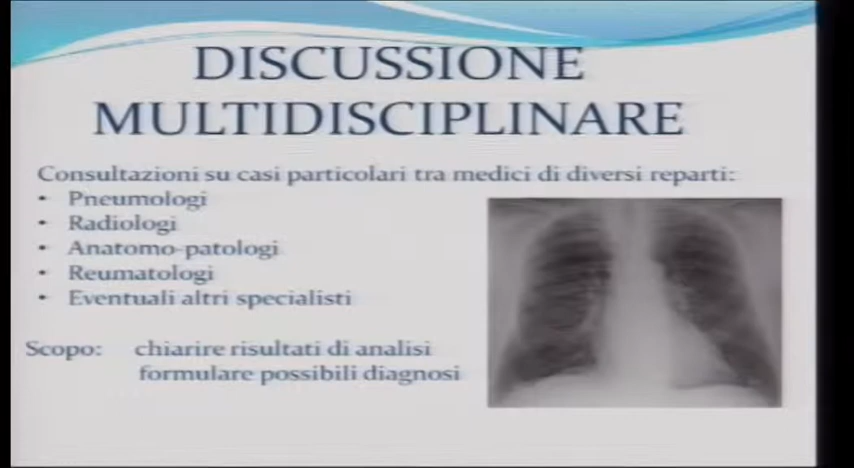 DISCUSSIONE
MULTIDISCIPLINARE
Consultazioni su casi particolari tra medici di diversi reparti:
• Pneumologi
• Radiologi
• Anatomo-patologi
• Reumatologi
• Eventuali altri specialisti
Scopo: chiarire risultati di analisi
formulare possibili diagnosi